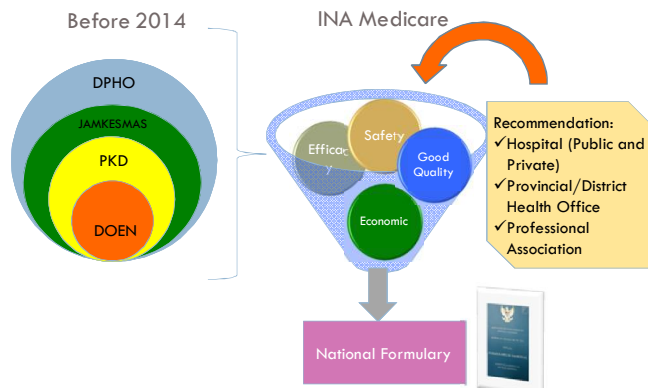 Before 2014
INA Medicare
DPHO
JAMKESMAS
PKD
DOEN
Efficac
y
Safety
Good
Quality
Economic
Recommendation:
✓Hospital (Public and
Private)
✓Provincial/District
Health Office
✓Professional
Association
National Formulary